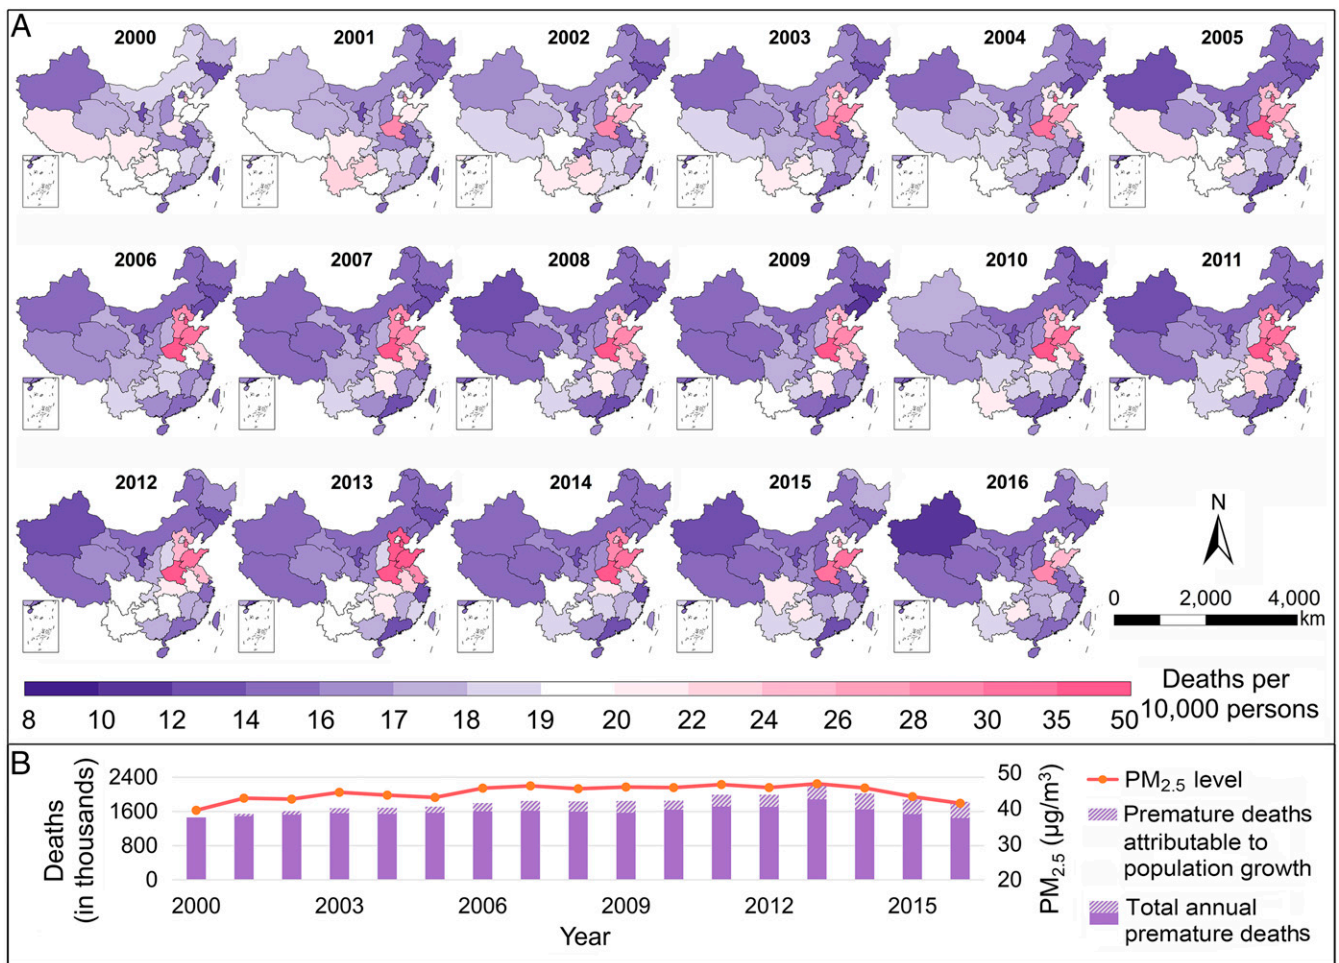 A
2000 2001 2002 2003 2004 2005
2006 2007 2008 2009 2010 2011
2012 2013 2014 2015 2016
N
0 2,000 4,000
km
Deaths per
10,000 persons
8 10 12 14 16 17 18 19 20 22 24 26 28 30 35 50
B
Deaths
(in thousands)
2400
1600
800
0
50
40
30
20
PM2.5 (μg/m³)
2000 2003 2006 2009 2012 2015
Year
PM2.5 level
Premature deaths
attributable to
population growth
Total annual
premature deaths